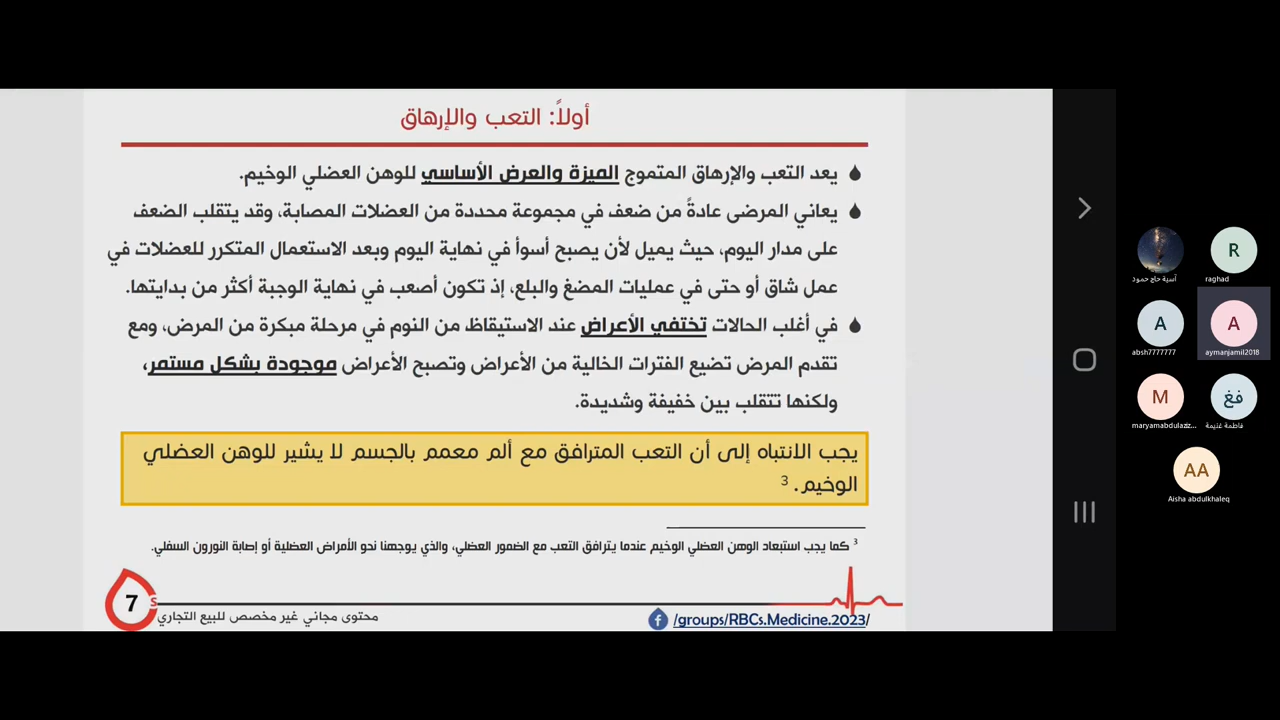 أولاً: التعب والإرهاق
يعد التعب والإرهاق المتموج الميزة والعرض الأساسي للوهن العضلي الوخيم.
يعاني المرضى عادةً من ضعف في مجموعة محددة من العضلات المصابة، وقد يتقلب الضعف
على مدار اليوم، حيث يميل لأن يصبح أسوأ في نهاية اليوم وبعد الاستعمال المتكرر للعضلات في
عمل شاق أو حتى في عمليات المضغ والبلع، إذ تكون أصعب في نهاية الوجبة أكثر من بدايتها.
في أغلب الحالات تختفي الأعراض عند الاستيقاظ من النوم في مرحلة مبكرة من المرض، ومع
تقدم المرض تضيع الفترات الخالية من الأعراض وتصبح الأعراض موجودة بشكل مستمر،
ولكنها تتقلب بين خفيفة وشديدة.
يجب الانتباه إلى أن التعب المترافق مع ألم معمم بالجسم لا يشير للوهن العضلي
الوخيم. 3
3 كما يجب استبعاد الوهن العضلي الوخيم عندما يترافق التعب مع الضمور العضلي، والذي يوجهنا نحو الأمراض العضلية أو إصابة النورون السفلي.
/groups/RBCs.Medicine.2023/
محتوى مجاني غير مخصص للبيع التجاري
7
S
آسية حاج حمود
R
raghad
A
absh7777777
A
aymanjamil2018
M
maryamabdulaziz...
فغ
فاطمة غنيمة
AA
Aisha abdulkhaleq